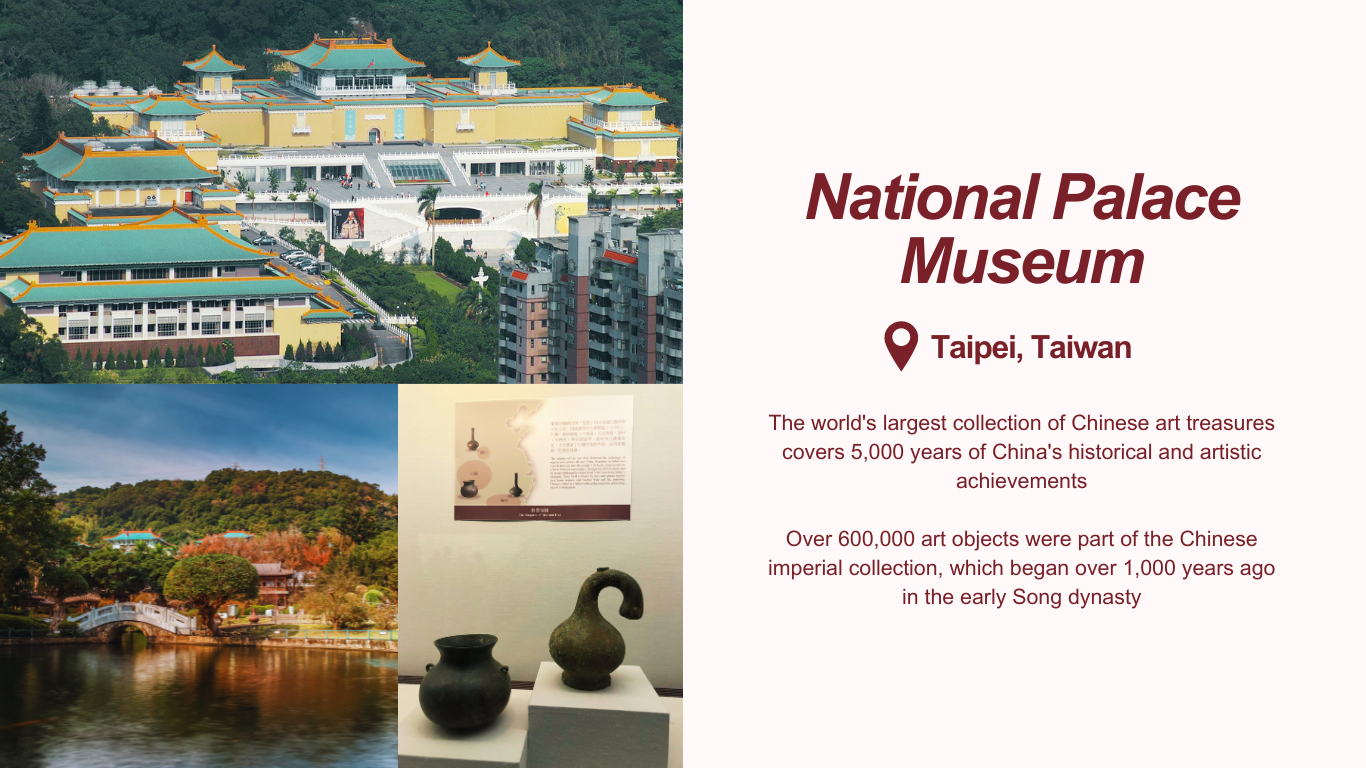 National Palace
Museum
Taipei, Taiwan
The world's largest collection of Chinese art treasures
covers 5,000 years of China's historical and artistic
achievements
Over 600,000 art objects were part of the Chinese
imperial collection, which began over 1,000 years ago
in the early Song dynasty